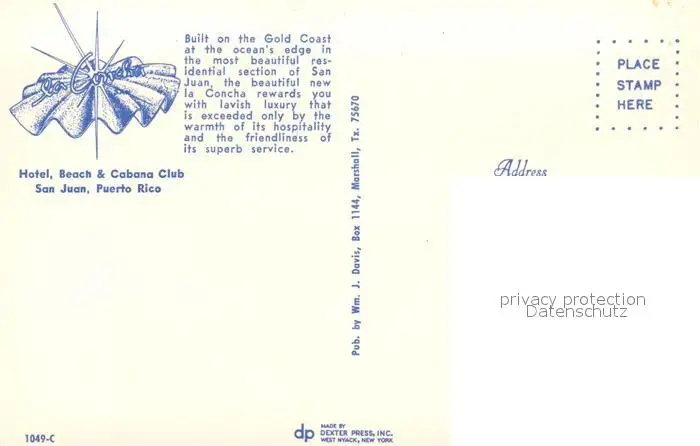 La Concha
Built on the Gold Coast
at the ocean's edge in
the most beautiful res-
idential section of San
Juan, the beautiful new
la Concha rewards you
with lavish luxury that
is exceeded only by the
warmth of its hospitality
and the friendliness of
its superb service.
Hotel, Beach & Cabana Club
San Juan, Puerto Rico
Pub. by Wm. J. Davis, Box 1144, Marshall, Tx. 75670
PLACE
STAMP
HERE
Address
privacy protection
Datenschutz
1049-C
dp
MADE BY
DEXTER PRESS, INC.
WEST NYACK, NEW YORK